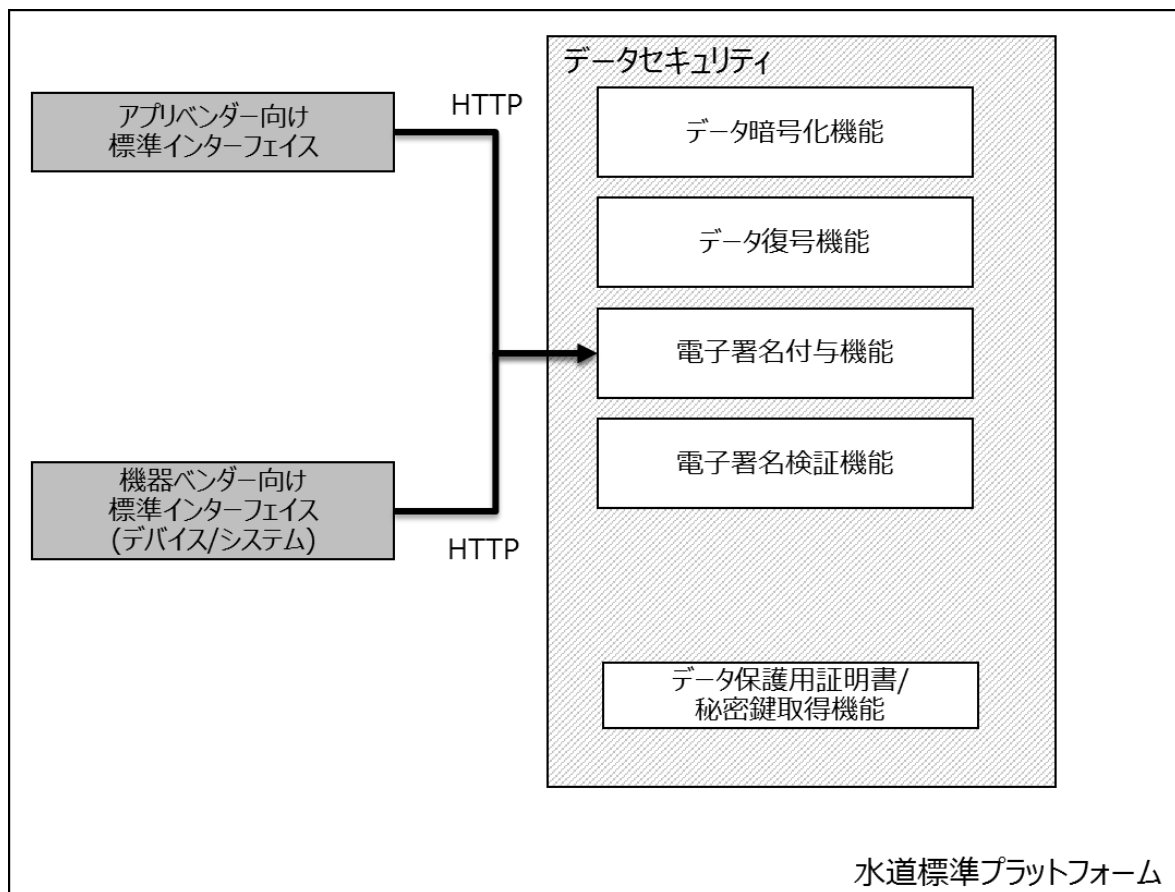 データセキュリティ
アプリベンダー向け
標準インターフェイス
HTTP
データ暗号化機能
データ復号機能
電子署名付与機能
電子署名検証機能
機器ベンダー向け
標準インターフェイス
(デバイス/システム)
HTTP
データ保護用証明書/
秘密鍵取得機能
水道標準プラットフォーム